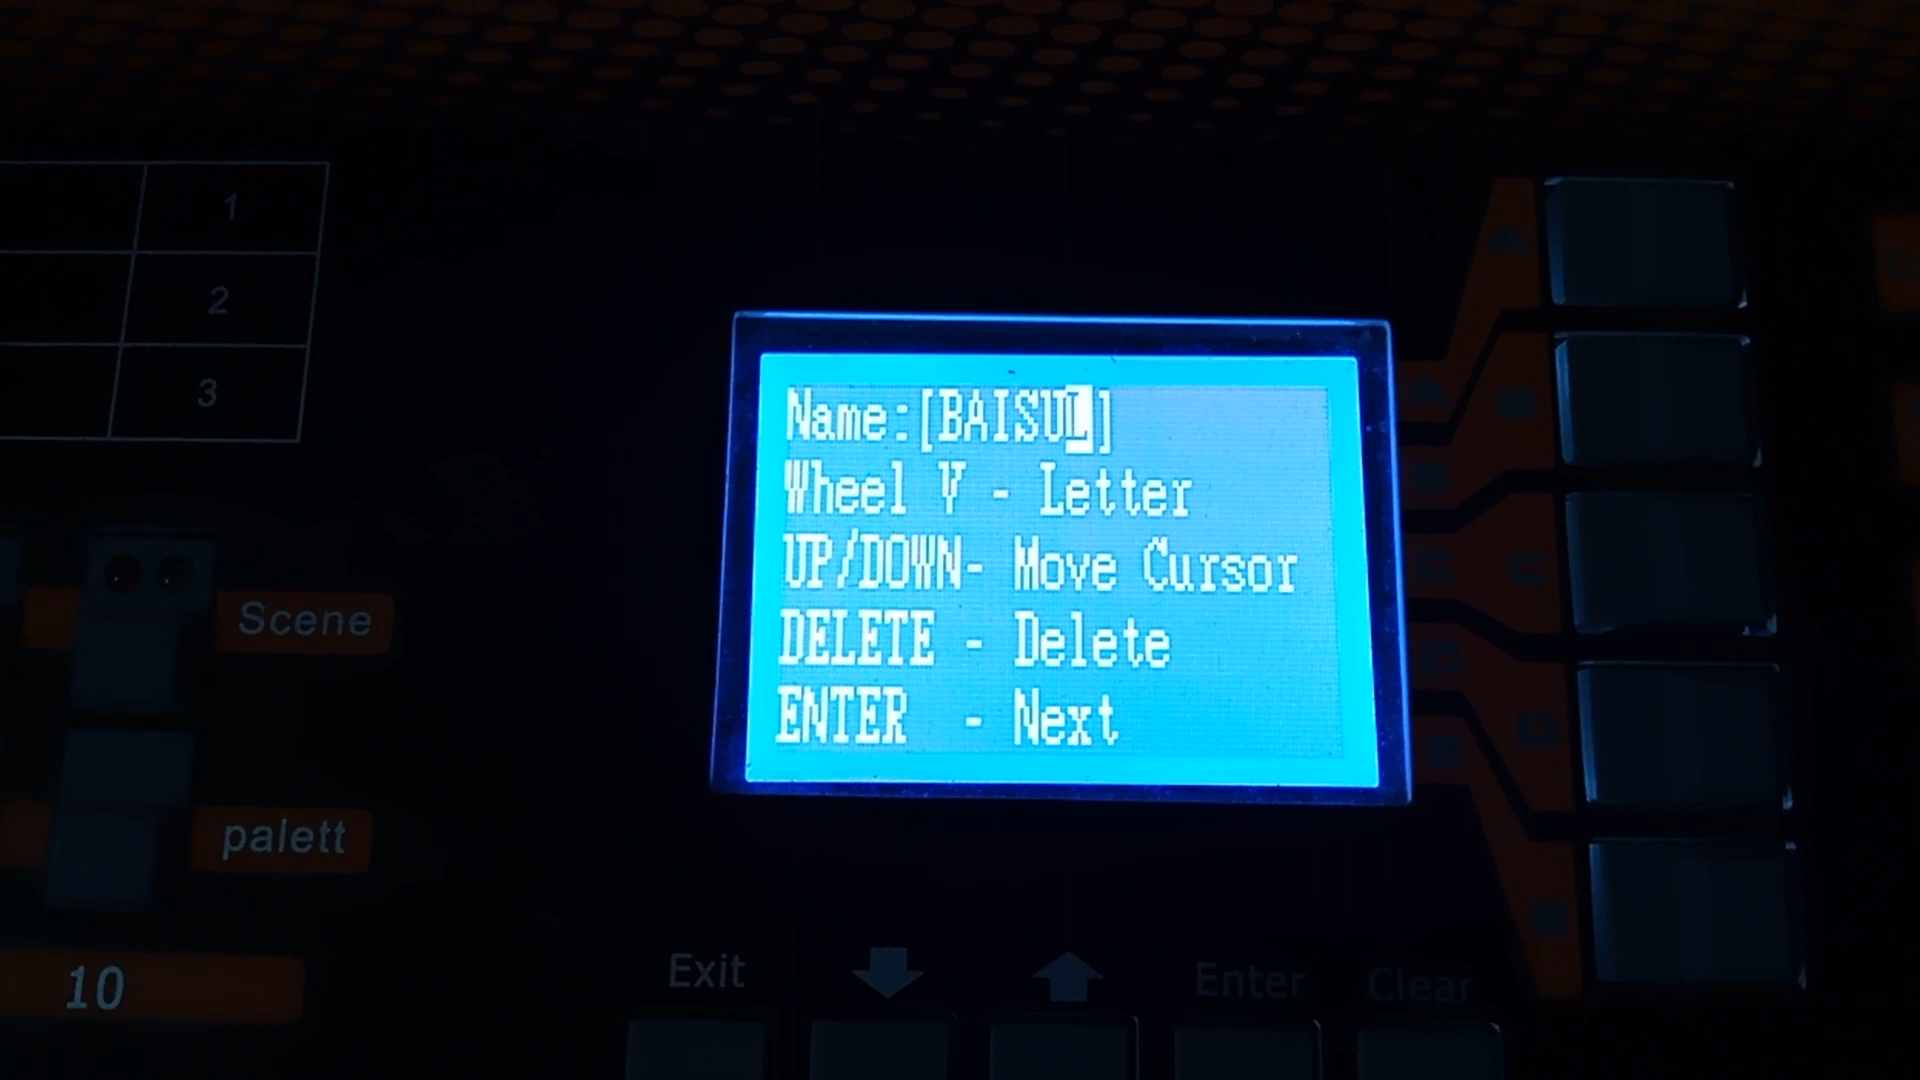 1
2
3
Name:[BAISUL]
Wheel V - Letter
UP/DOWN- Move Cursor
DELETE - Delete
ENTER - Next
A
B
C
D
E
A
B
C
D
E
Scene
palett
10
Exit
Enter
Clear